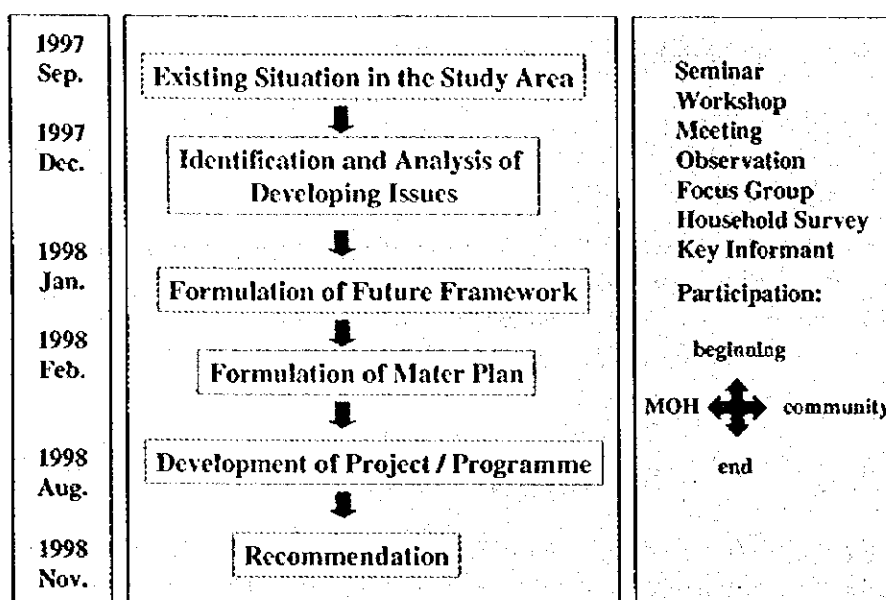 1997
Sep.
1997
Dec.
1998
Jan.
1998
Feb.
1998
Aug.
1998
Nov.
Existing Situation in the Study Area
Identification and Analysis of
Developing Issues
Formulation of Future Framework
Formulation of Mater Plan
Development of Project / Programme
Recommendation
Seminar
Workshop
Meeting
Observation
Focus Group
Household Survey
Key Informant
Participation:
beginning
MOH community
end